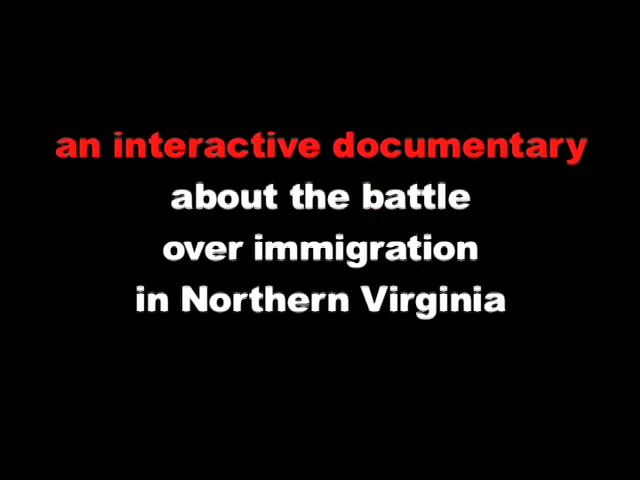 an interactive documentary
about the battle
over immigration
in Northern Virginia